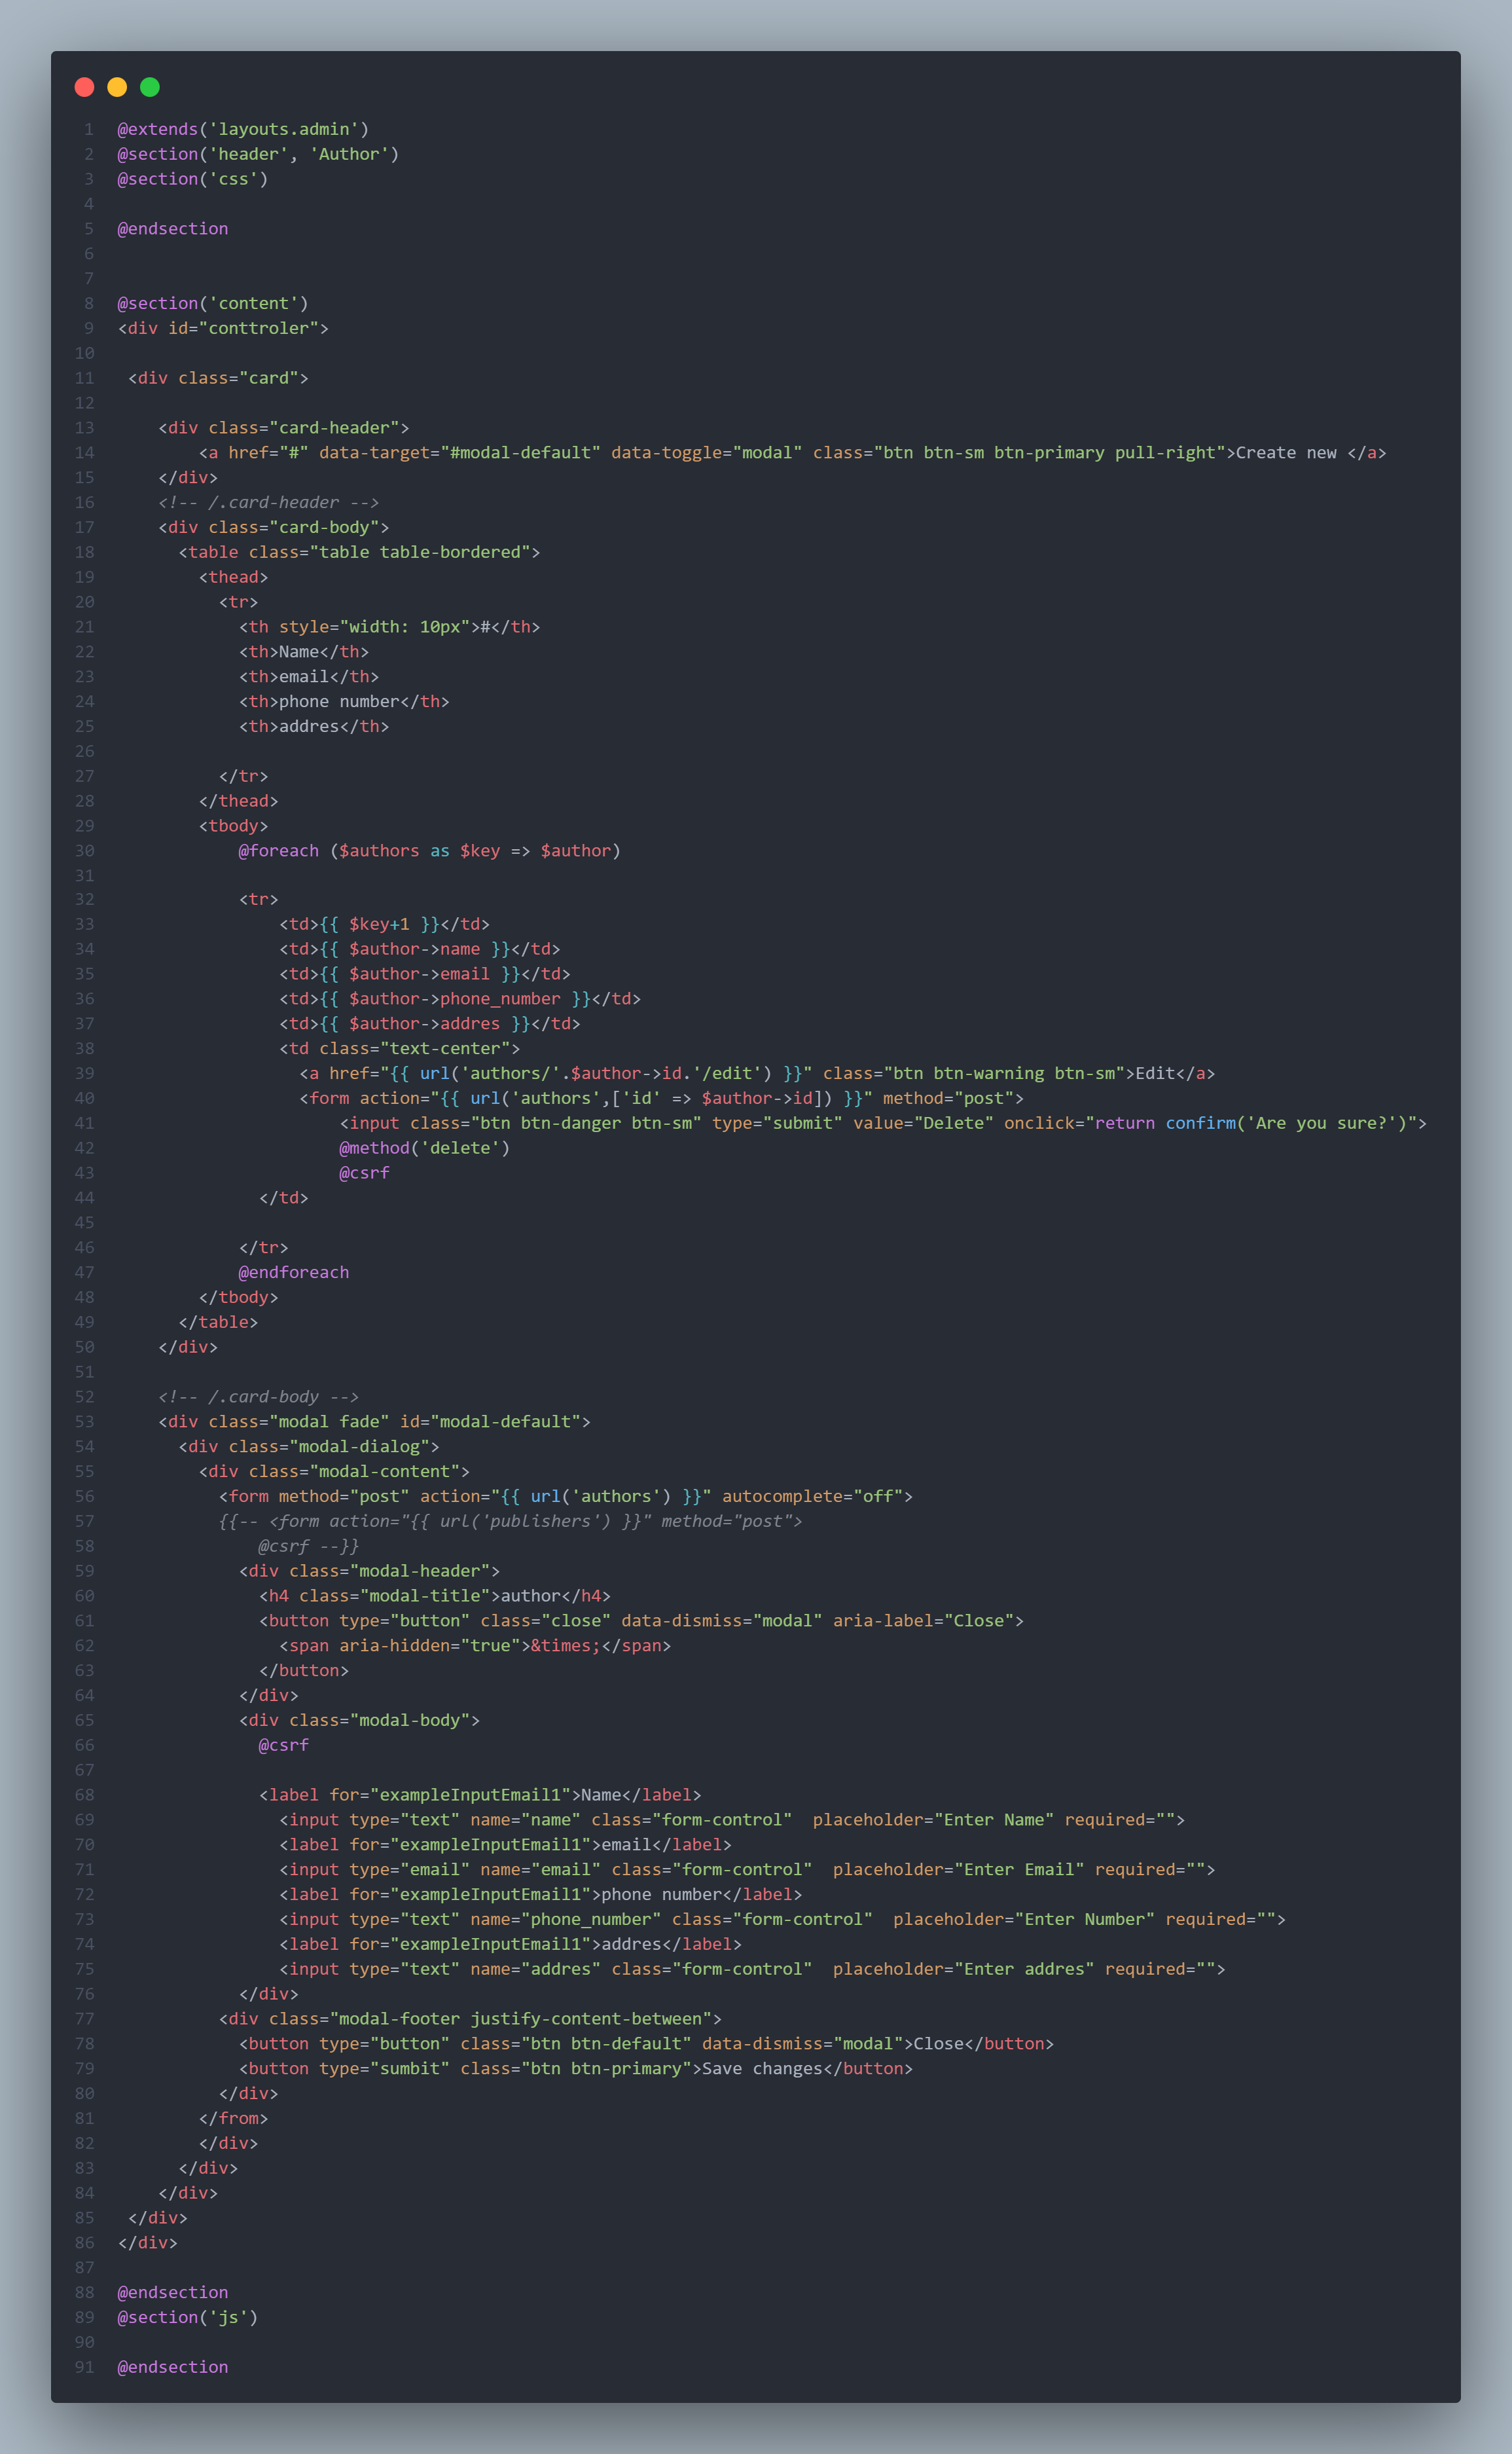 1 @extends('layouts.admin')
2 @section('header', 'Author')
3 @section('css')
4
5 @endsection
6
7
8 @section('content')
9 <div id="conttroler">
10
11  <div class="card">
12
13     <div class="card-header">
14         <a href="#" data-target="#modal-default" data-toggle="modal" class="btn btn-sm btn-primary pull-right">Create new </a>
15     </div>
16     <!-- /.card-header -->
17     <div class="card-body">
18       <table class="table table-bordered">
19         <thead>
20           <tr>
21             <th style="width: 10px">#</th>
22             <th>Name</th>
23             <th>email</th>
24             <th>phone number</th>
25             <th>addres</th>
26
27           </tr>
28         </thead>
29         <tbody>
30             @foreach ($authors as $key => $author)
31
32             <tr>
33                 <td>{{ $key+1 }}</td>
34                 <td>{{ $author->name }}</td>
35                 <td>{{ $author->email }}</td>
36                 <td>{{ $author->phone_number }}</td>
37                 <td>{{ $author->addres }}</td>
38                 <td class="text-center">
39                   <a href="{{ url('authors/'.$author->id.'/edit') }}" class="btn btn-warning btn-sm">Edit</a>
40                   <form action="{{ url('authors',['id' => $author->id]) }}" method="post">
41                       <input class="btn btn-danger btn-sm" type="submit" value="Delete" onclick="return confirm('Are you sure?')">
42                       @method('delete')
43                       @csrf
44               </td>
45
46             </tr>
47             @endforeach
48         </tbody>
49       </table>
50     </div>
51
52     <!-- /.card-body -->
53     <div class="modal fade" id="modal-default">
54       <div class="modal-dialog">
55         <div class="modal-content">
56           <form method="post" action="{{ url('authors') }}" autocomplete="off">
57           {{-- <form action="{{ url('publishers') }}" method="post">
58               @csrf --}}
59             <div class="modal-header">
60               <h4 class="modal-title">author</h4>
61               <button type="button" class="close" data-dismiss="modal" aria-label="Close">
62                 <span aria-hidden="true">&times;</span>
63               </button>
64             </div>
65             <div class="modal-body">
66               @csrf
67
68               <label for="exampleInputEmail1">Name</label>
69                 <input type="text" name="name" class="form-control"  placeholder="Enter Name" required="">
70                 <label for="exampleInputEmail1">email</label>
71                 <input type="email" name="email" class="form-control"  placeholder="Enter Email" required="">
72                 <label for="exampleInputEmail1">phone number</label>
73                 <input type="text" name="phone_number" class="form-control"  placeholder="Enter Number" required="">
74                 <label for="exampleInputEmail1">addres</label>
75                 <input type="text" name="addres" class="form-control"  placeholder="Enter addres" required="">
76             </div>
77           <div class="modal-footer justify-content-between">
78             <button type="button" class="btn btn-default" data-dismiss="modal">Close</button>
79             <button type="sumbit" class="btn btn-primary">Save changes</button>
80           </div>
81         </from>
82         </div>
83       </div>
84     </div>
85  </div>
86 </div>
87
88 @endsection
89 @section('js')
90
91 @endsection